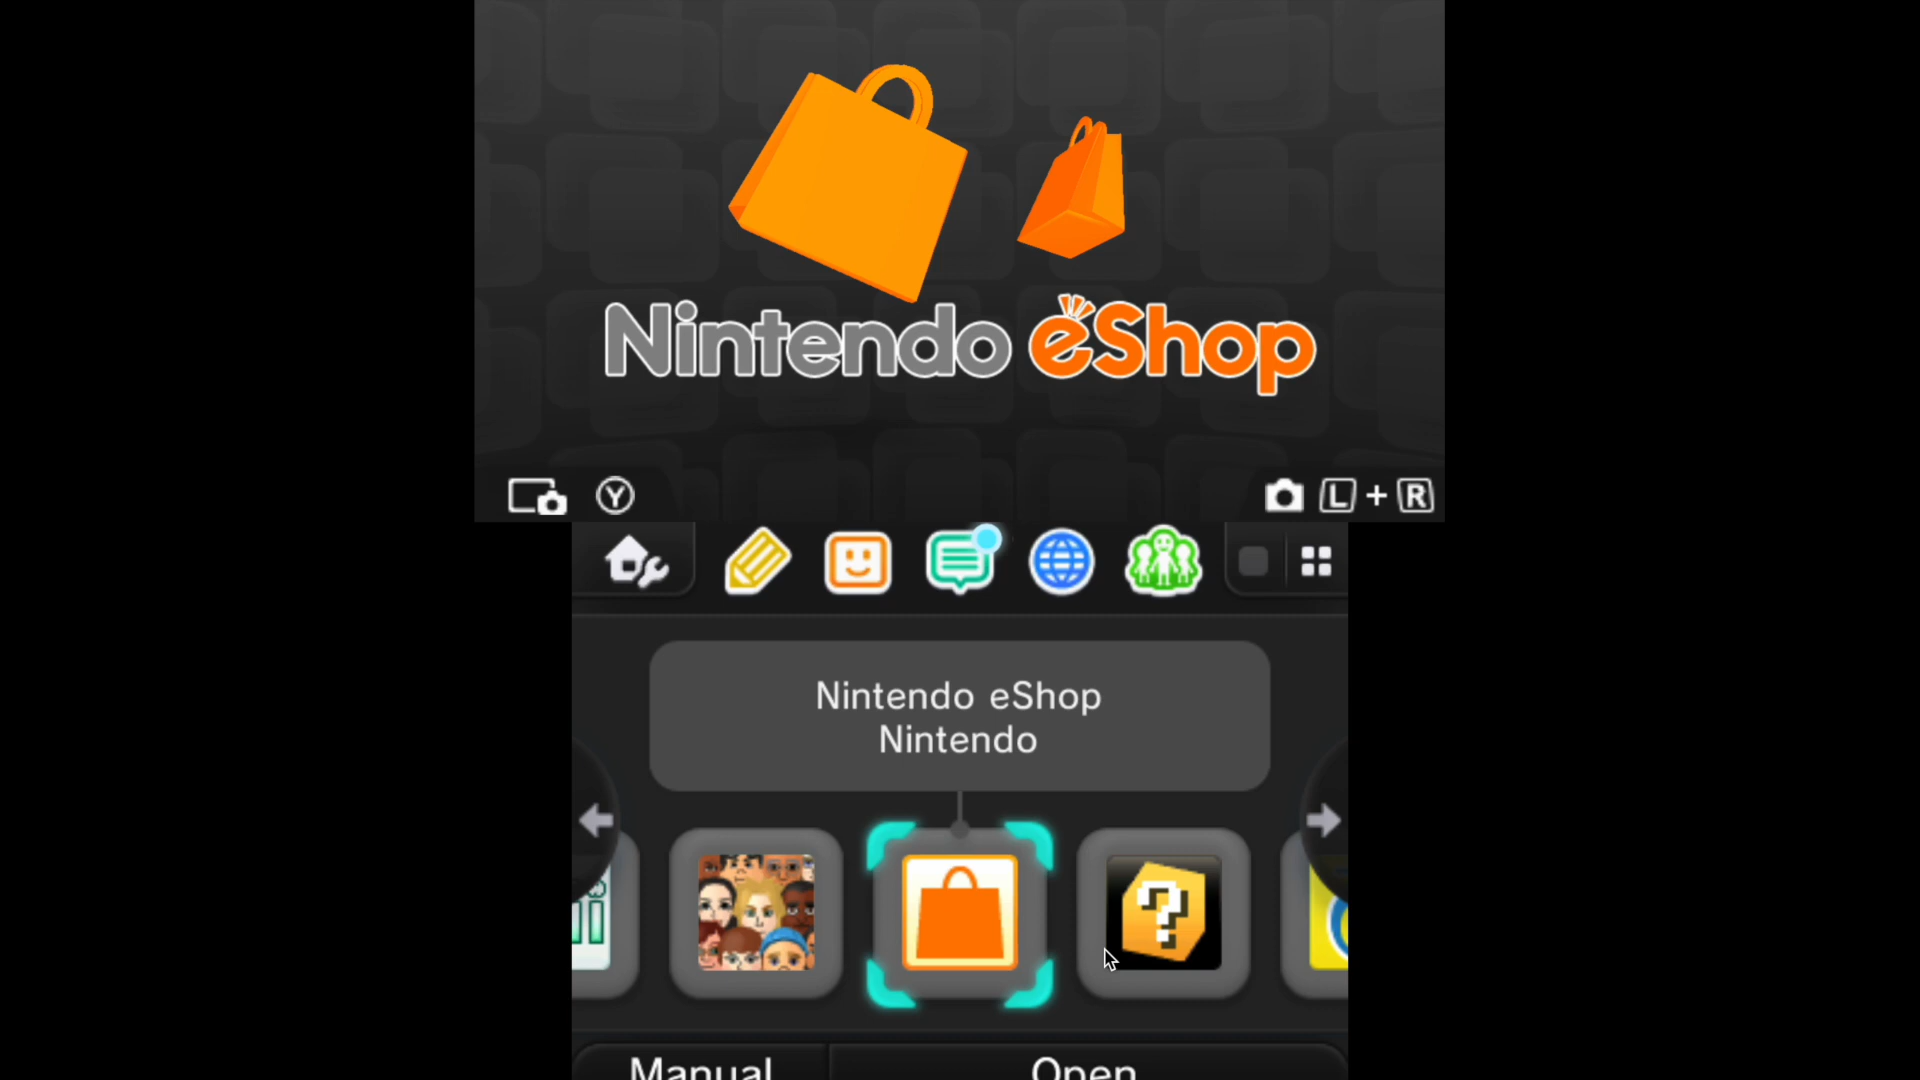 Nintendo eShop
Y
L + R
Nintendo eShop
Nintendo
?
Manual
Open